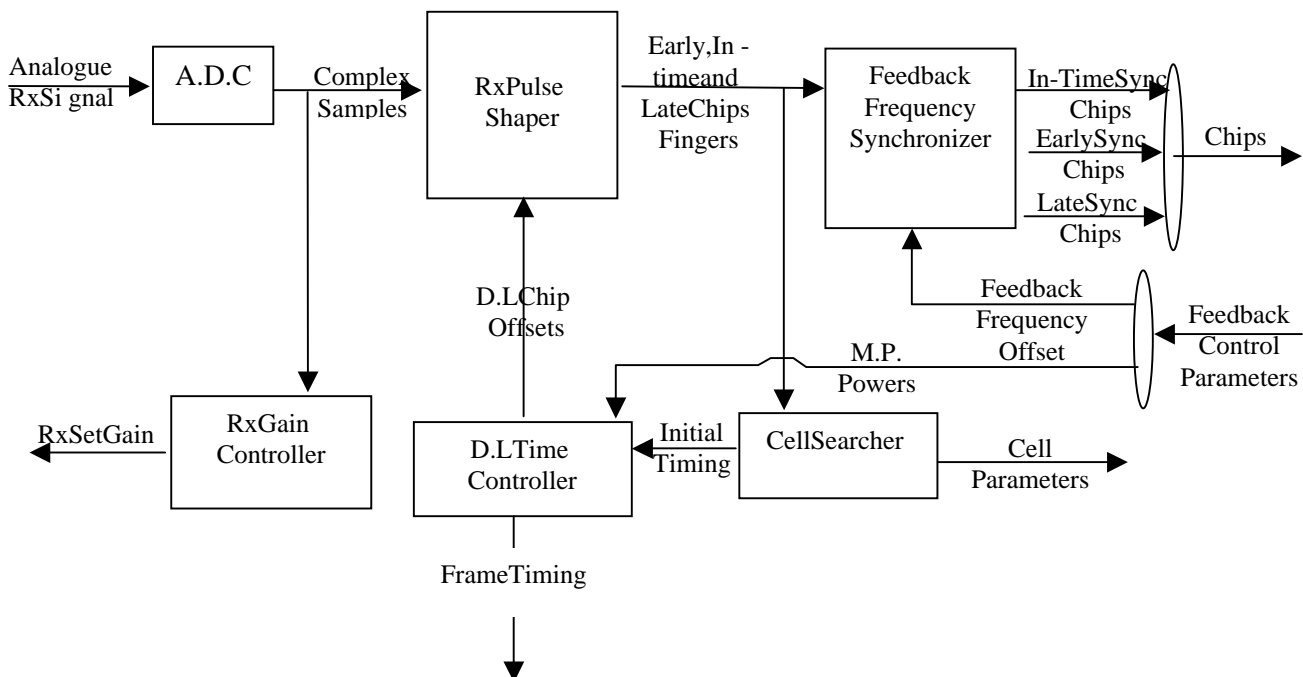 Analogue
RxSi gnal
A.D.C
Complex
Samples
RxPulse
Shaper
Early,In -
timeand
LateChips
Fingers
Feedback
Frequency
Synchronizer
In-TimeSync
Chips
EarlySync
Chips
LateSync
Chips
Chips
D.LChip
Offsets
Feedback
Frequency
Offset
Feedback
Control
Parameters
M.P.
Powers
RxSetGain
RxGain
Controller
D.LTime
Controller
Initial
Timing
CellSearcher
Cell
Parameters
FrameTiming